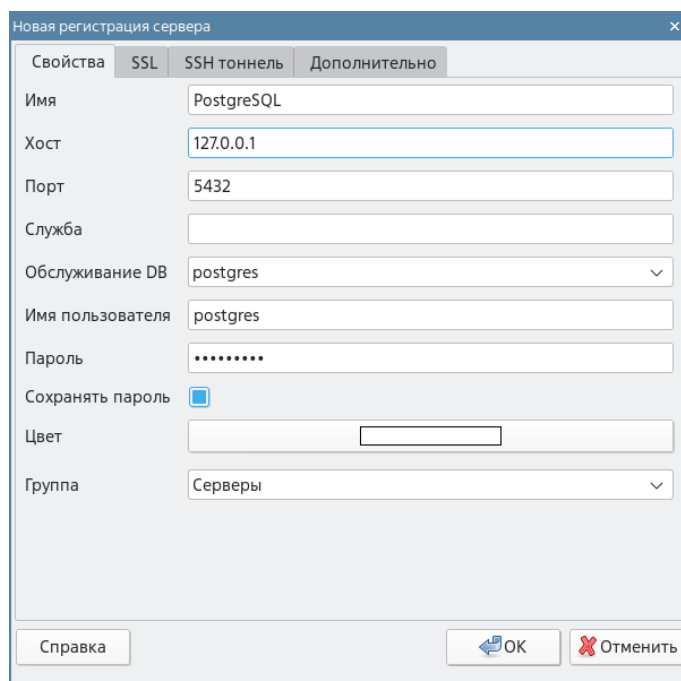 Новая регистрация сервера
Свойства SSL SSH тоннель Дополнительно
Имя PostgreSQL
Хост 127.0.0.1
Порт 5432
Служба
Обслуживание DB postgres
Имя пользователя postgres
Пароль •••••••••
Сохранять пароль
Цвет
Группа Серверы
Справка OK Отменить